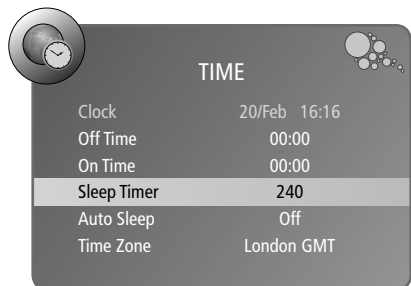 TIME
Clock 20/Feb 16:16
Off Time 00:00
On Time 00:00
Sleep Timer 240
Auto Sleep Off
Time Zone London GMT